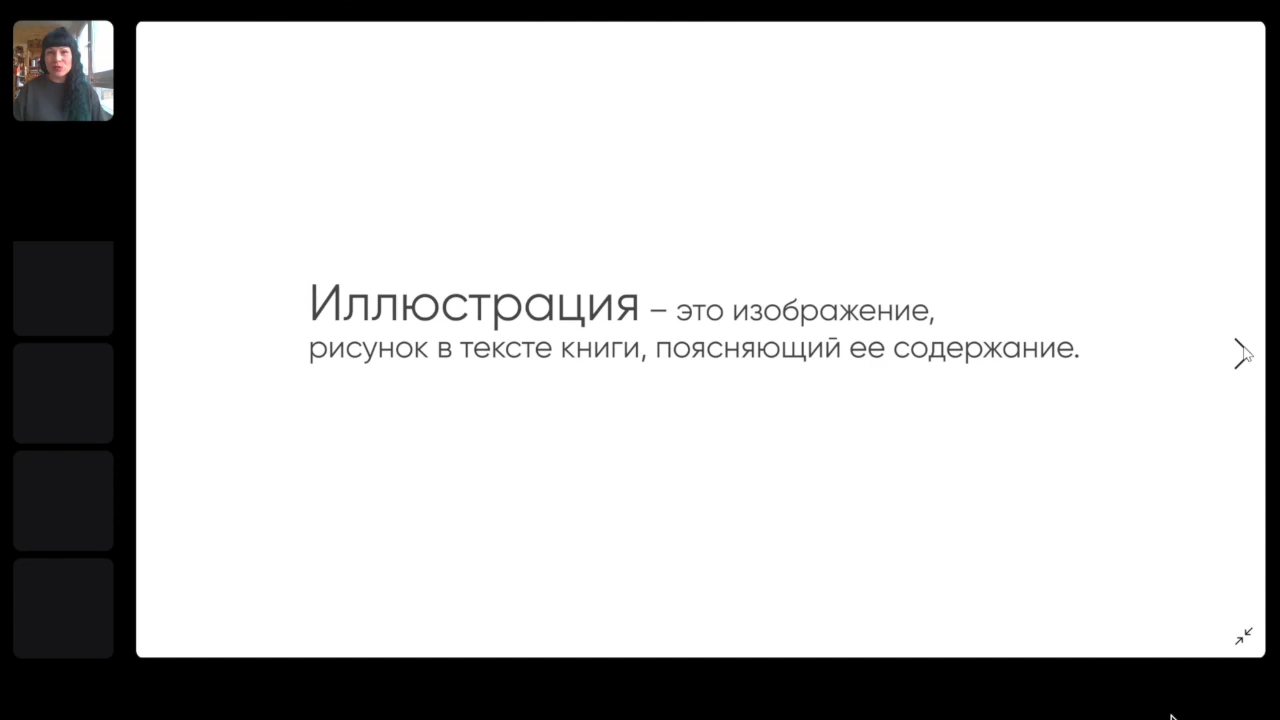 Иллюстрация – это изображение,
рисунок в тексте книги, поясняющий ее содержание.